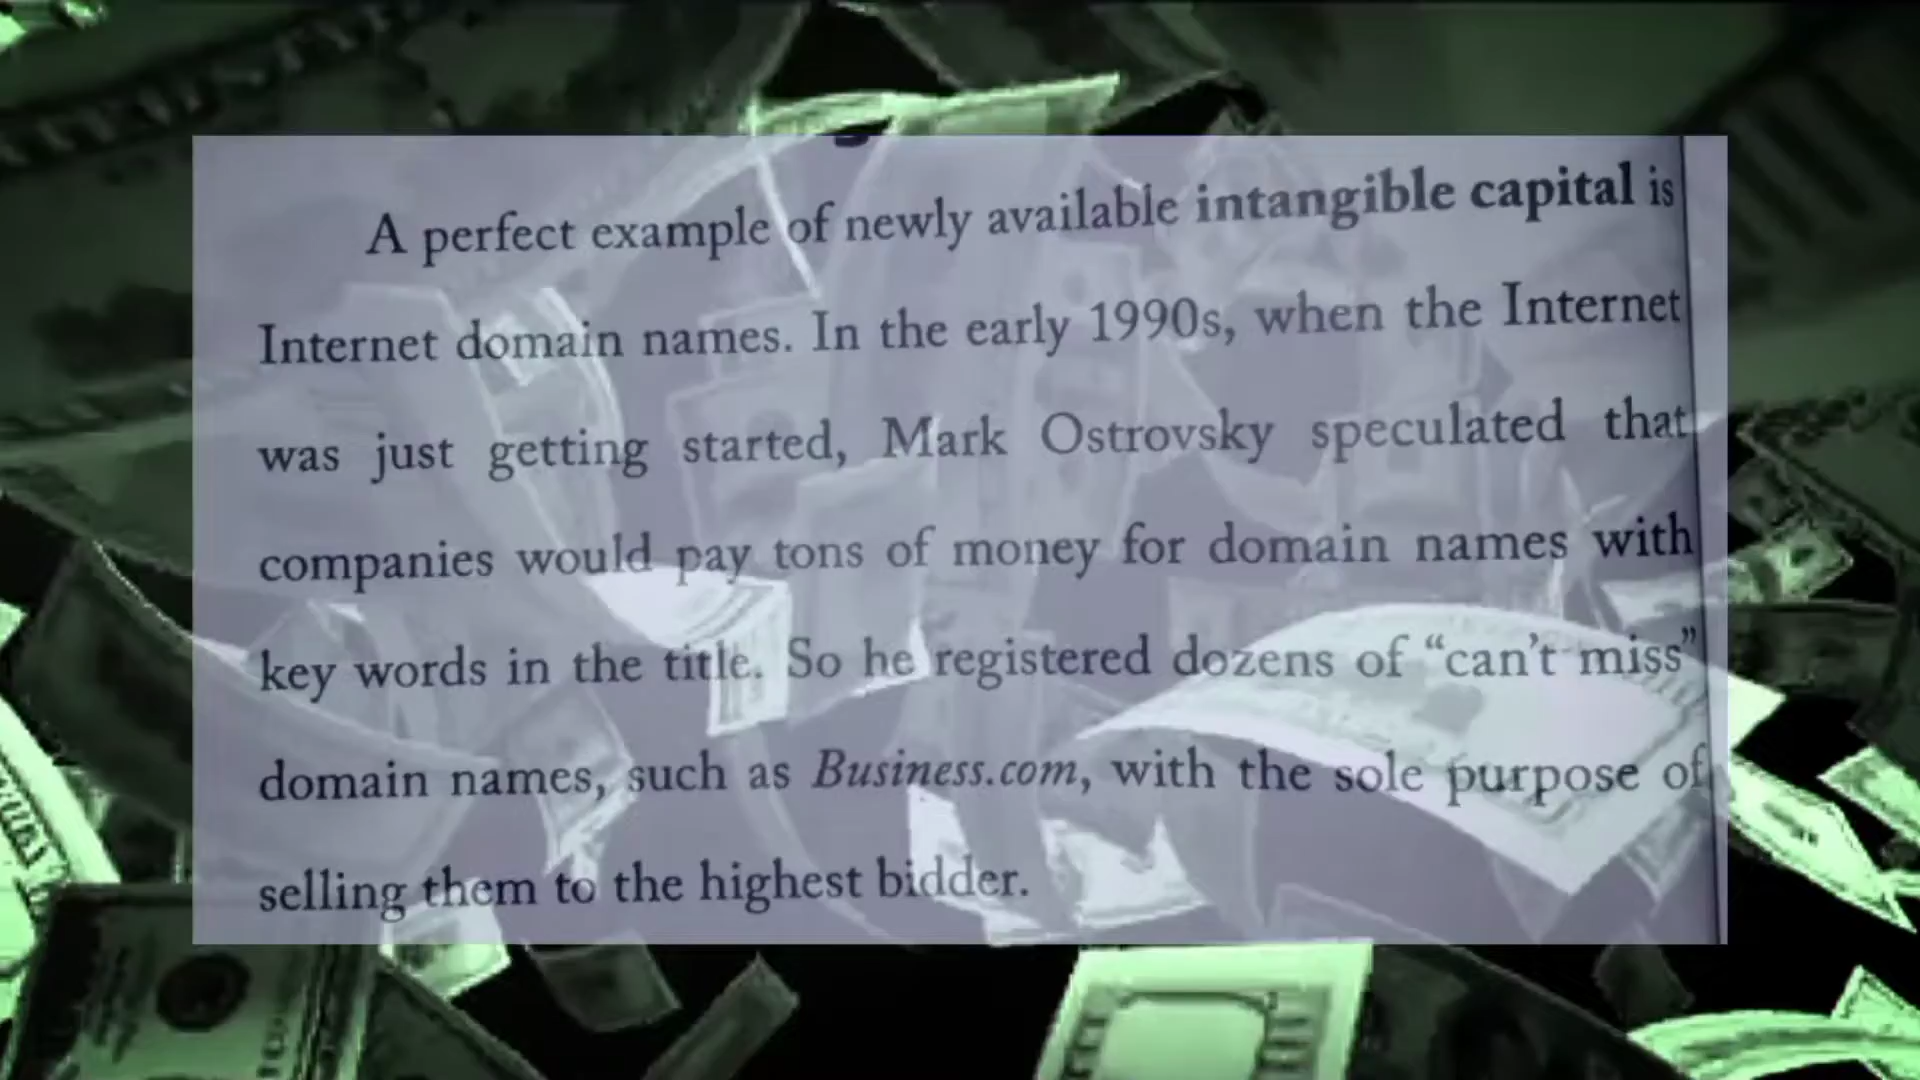 A perfect example of newly available intangible capital is
Internet domain names. In the early 1990s, when the Internet
was just getting started, Mark Ostrovsky speculated that
companies would pay tons of money for domain names with
key words in the title. So he registered dozens of “can’t miss”
domain names, such as Business.com, with the sole purpose of
selling them to the highest bidder.